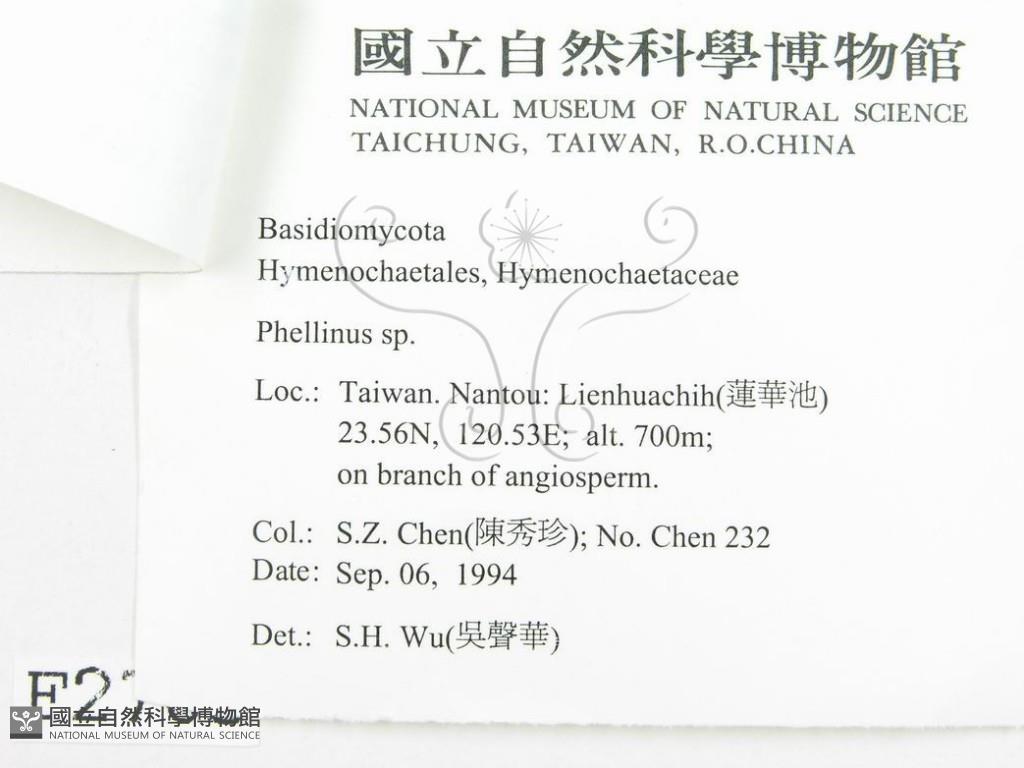 國立自然科學博物館
NATIONAL MUSEUM OF NATURAL SCIENCE
TAICHUNG, TAIWAN, R.O.CHINA
Basidiomycota
Hymenochaetales, Hymenochaetaceae
Phellinus sp.
Loc.: Taiwan. Nantou: Lienhuachih(蓮華池)
23.56N, 120.53E; alt. 700m;
on branch of angiosperm.
Col.: S.Z. Chen(陳秀珍); No. Chen 232
Date: Sep. 06, 1994
Det.: S.H. Wu(吳聲華)
國立自然科學博物館
NATIONAL MUSEUM OF NATURAL SCIENCE